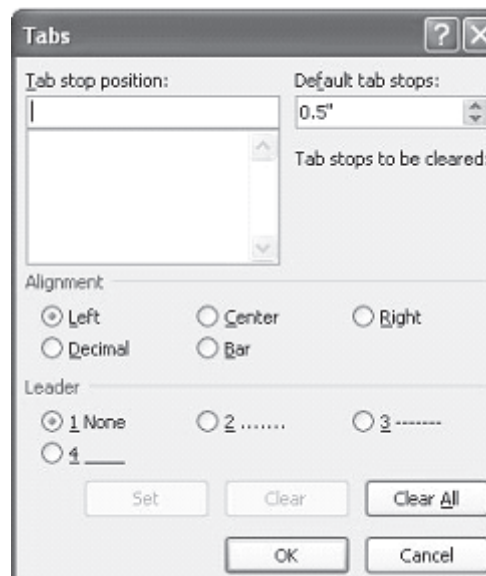 Tabs
Tab stop position:
Default tab stops:
0.5"
Tab stops to be cleared:
Alignment
Left Center Right
Decimal Bar
Leader
1 None 2 ....... 3 -------
4 ____
Set Clear Clear All
OK Cancel